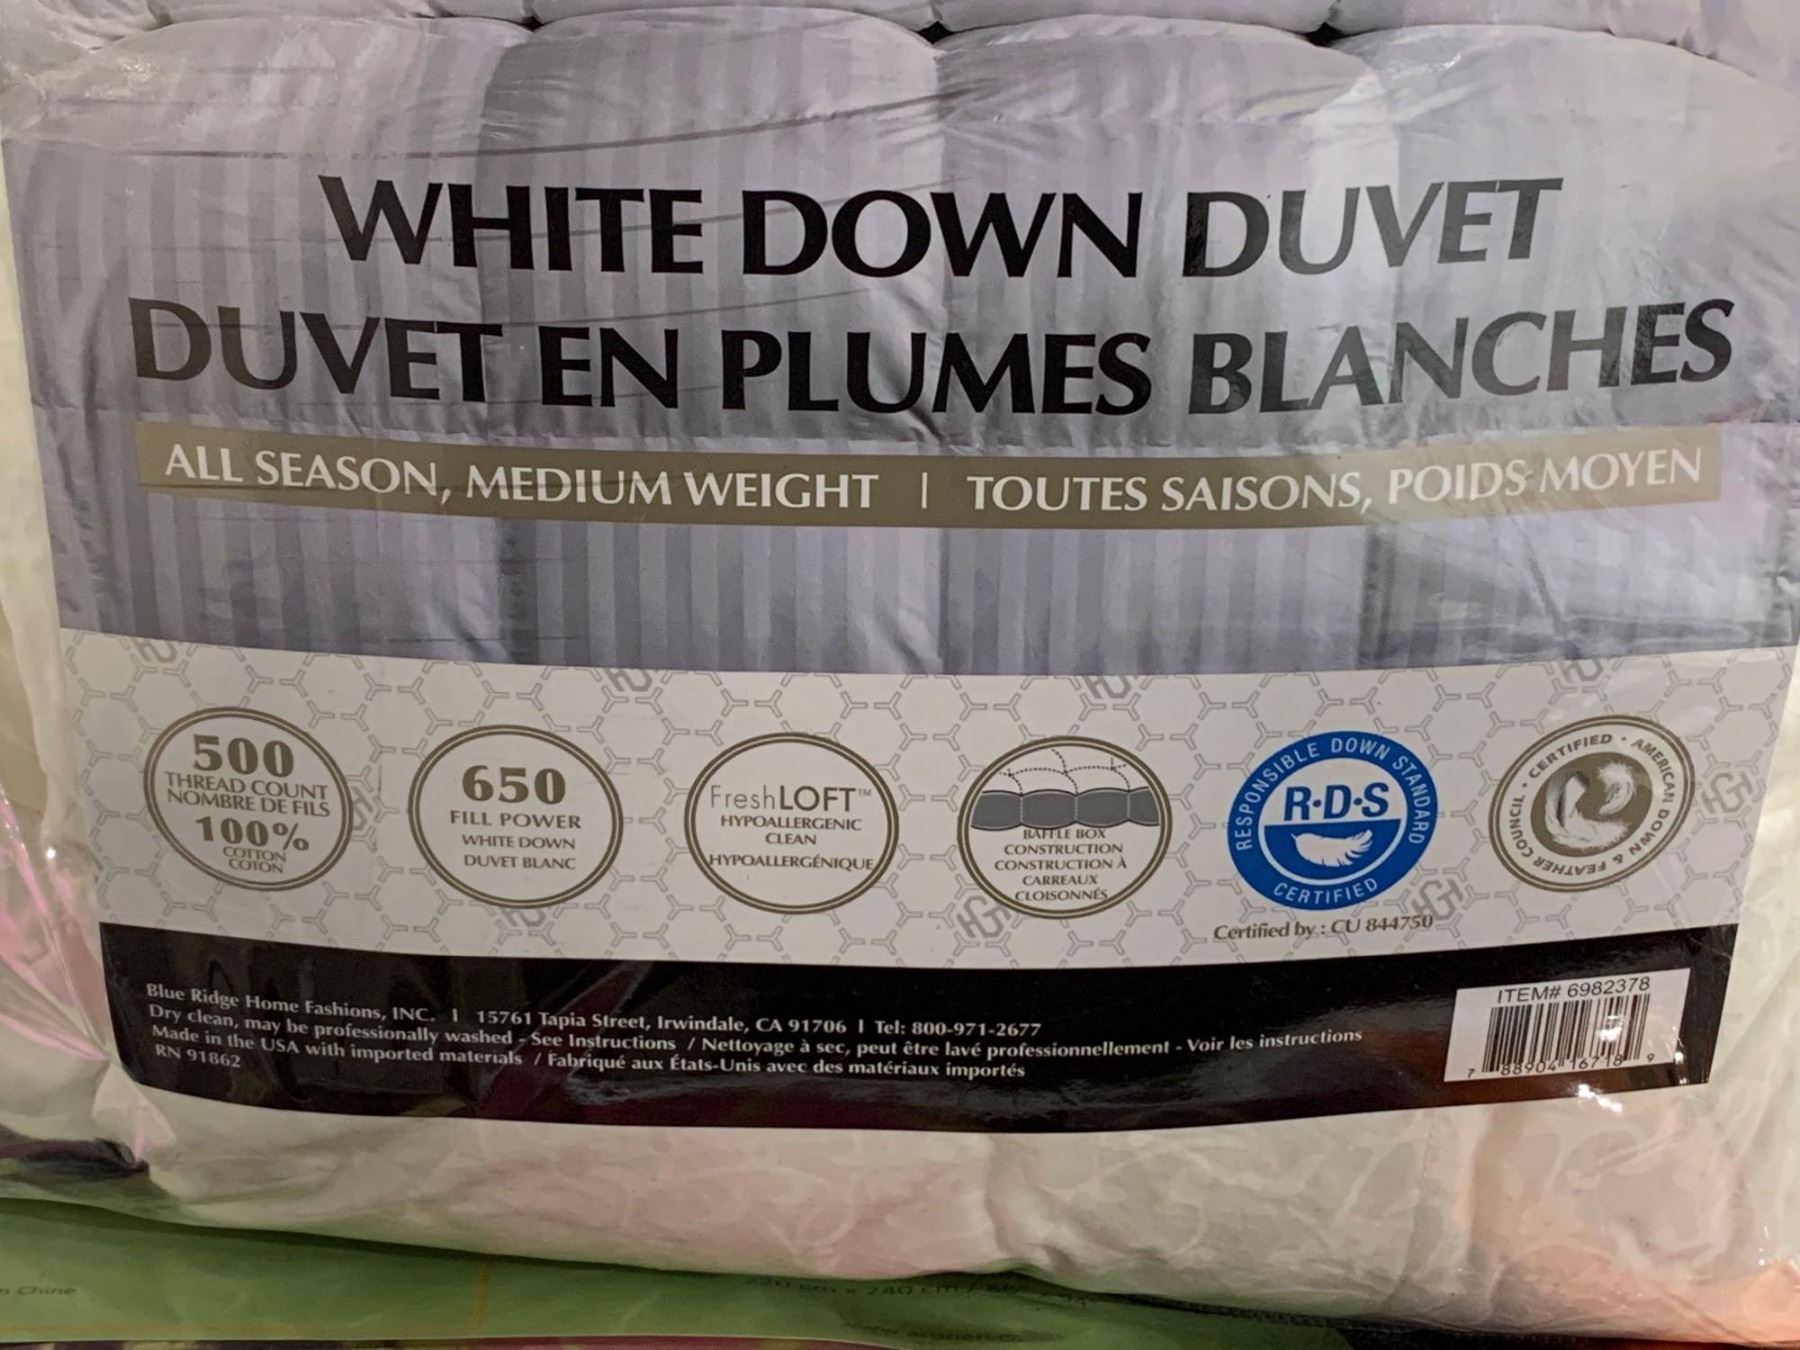 WHITE DOWN DUVET
DUVET EN PLUMES BLANCHES
ALL SEASON, MEDIUM WEIGHT | TOUTES SAISONS, POIDS MOYEN
500
THREAD COUNT
NOMBRE DE FILS
100%
COTTON
COTON
650
FILL POWER
WHITE DOWN
DUVET BLANC
FreshLOFT™
HYPOALLERGENIC
CLEAN
HYPOALLERGÉNIQUE
BAFFLE BOX
CONSTRUCTION
CONSTRUCTION À
CARREAUX
CLOISONNÉS
RESPONSIBLE DOWN STANDARD
R·D·S
CERTIFIED
Certified by : CU 844750
CERTIFIED • AMERICAN DOWN & FEATHER COUNCIL •
Blue Ridge Home Fashions, INC. | 15761 Tapia Street, Irwindale, CA 91706 | Tel: 800-971-2677
Dry clean, may be professionally washed - See Instructions / Nettoyage à sec, peut être lavé professionnellement - Voir les instructions
Made in the USA with imported materials / Fabriqué aux États-Unis avec des matériaux importés
RN 91862
ITEM# 6982378
7 88904 16718 9
Chine
220 cm x 240 cm /